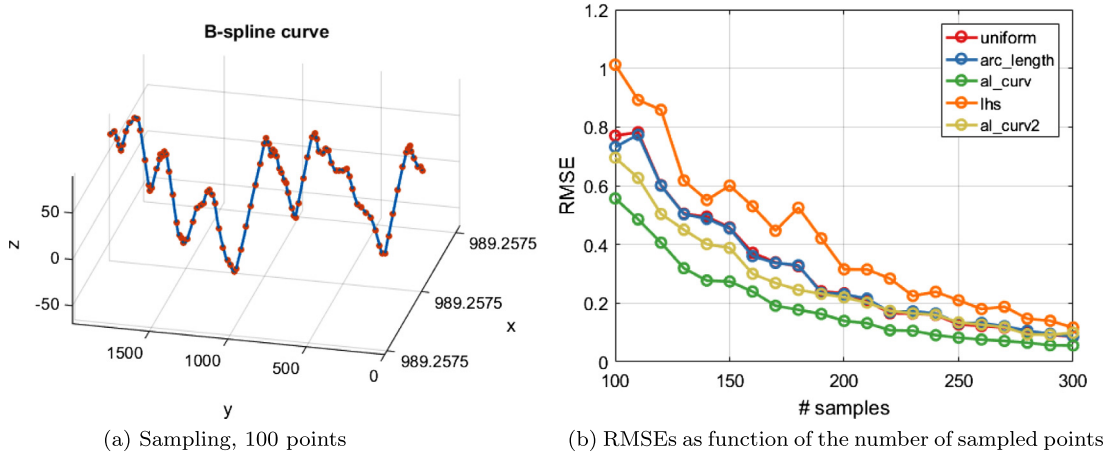 B-spline curve
50
0
-50
z
1500
1000
500
0
y
989.2575
989.2575
989.2575
x
(a) Sampling, 100 points
1.2
1
0.8
0.6
0.4
0.2
0
RMSE
100
150
200
250
300
# samples
uniform
arc_length
al_curv
lhs
al_curv2
(b) RMSEs as function of the number of sampled points